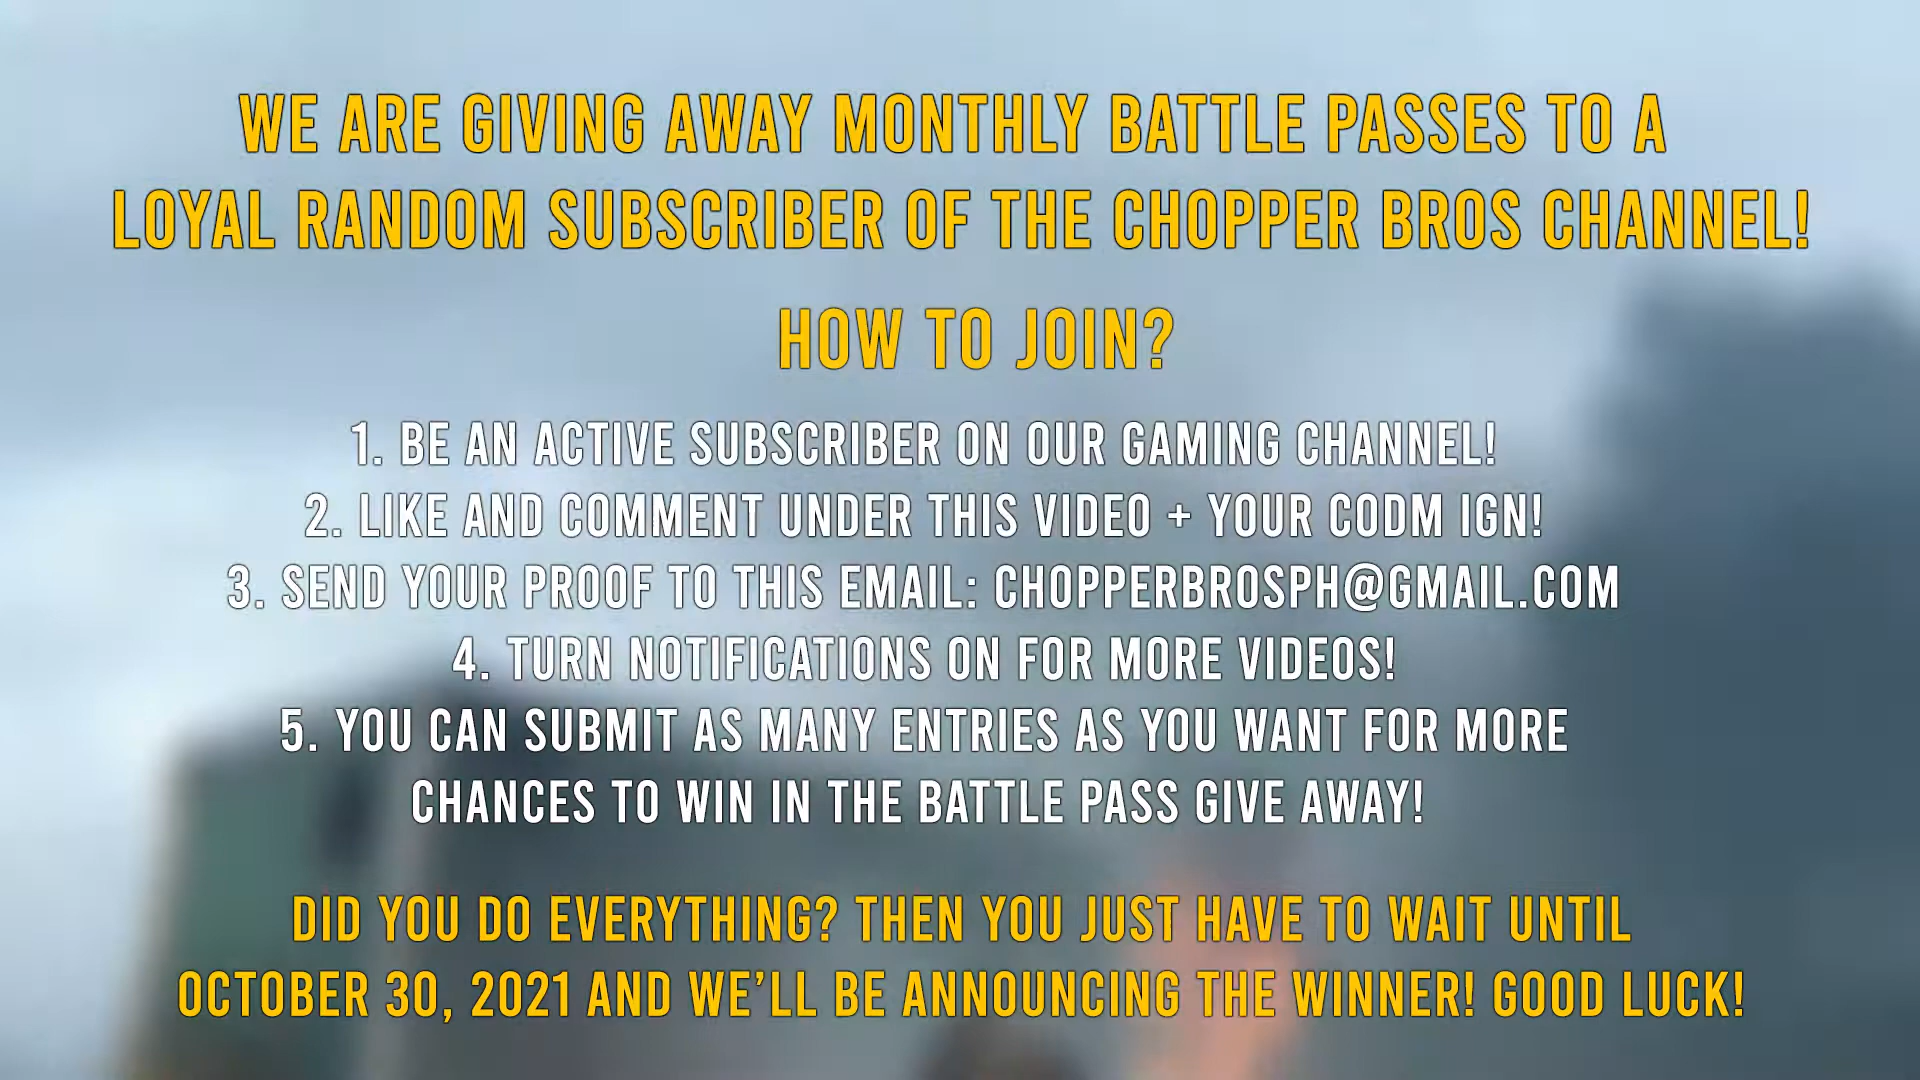 WE ARE GIVING AWAY MONTHLY BATTLE PASSES TO A
LOYAL RANDOM SUBSCRIBER OF THE CHOPPER BROS CHANNEL!
HOW TO JOIN?
1. BE AN ACTIVE SUBSCRIBER ON OUR GAMING CHANNEL!
2. LIKE AND COMMENT UNDER THIS VIDEO + YOUR CODM IGN!
3. SEND YOUR PROOF TO THIS EMAIL: CHOPPERBROSPH@GMAIL.COM
4. TURN NOTIFICATIONS ON FOR MORE VIDEOS!
5. YOU CAN SUBMIT AS MANY ENTRIES AS YOU WANT FOR MORE
CHANCES TO WIN IN THE BATTLE PASS GIVE AWAY!
DID YOU DO EVERYTHING? THEN YOU JUST HAVE TO WAIT UNTIL
OCTOBER 30, 2021 AND WE'LL BE ANNOUNCING THE WINNER! GOOD LUCK!